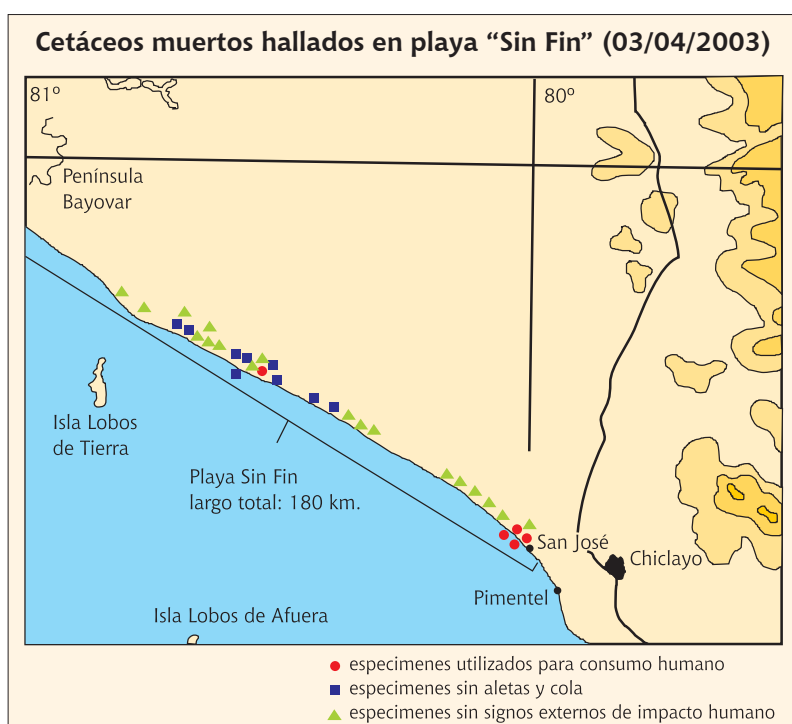 Cetáceos muertos hallados en playa “Sin Fin” (03/04/2003)
81º
80º
Península
Bayovar
Isla Lobos
de Tierra
Playa Sin Fin
largo total: 180 km.
San José
Chiclayo
Pimentel
Isla Lobos de Afuera
especimenes utilizados para consumo humano
especimenes sin aletas y cola
especimenes sin signos externos de impacto humano